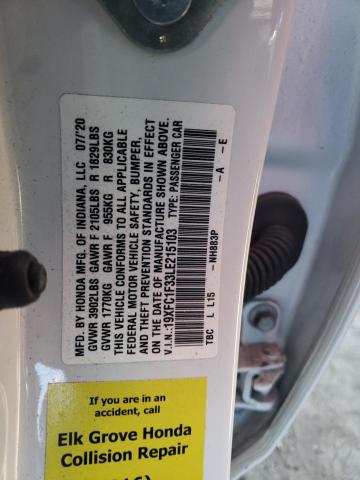 MFD. BY HONDA MFG. OF INDIANA, LLC 07/'20
GVWR 3902LBS GAWR F 2105LBS R 1829LBS
GVWR 1770KG GAWR F 955KG R 830KG
THIS VEHICLE CONFORMS TO ALL APPLICABLE
FEDERAL MOTOR VEHICLE SAFETY, BUMPER,
AND THEFT PREVENTION STANDARDS IN EFFECT
ON THE DATE OF MANUFACTURE SHOWN ABOVE.
V.I.N.:19XFC1F33LE215103 TYPE: PASSENGER CAR
TBC L L15 - NH883P - A - E
If you are in an
accident, call
Elk Grove Honda
Collision Repair